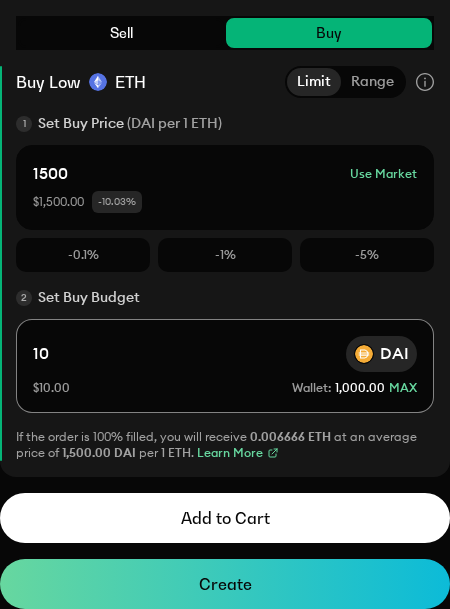 Sell Buy
Buy Low ETH Limit Range
1 Set Buy Price (DAI per 1 ETH)
1500 Use Market
$1,500.00 -10.03%
-0.1% -1% -5%
2 Set Buy Budget
10 DAI
$10.00 Wallet: 1,000.00 MAX
If the order is 100% filled, you will receive 0.006666 ETH at an average
price of 1,500.00 DAI per 1 ETH. Learn More
Add to Cart
Create